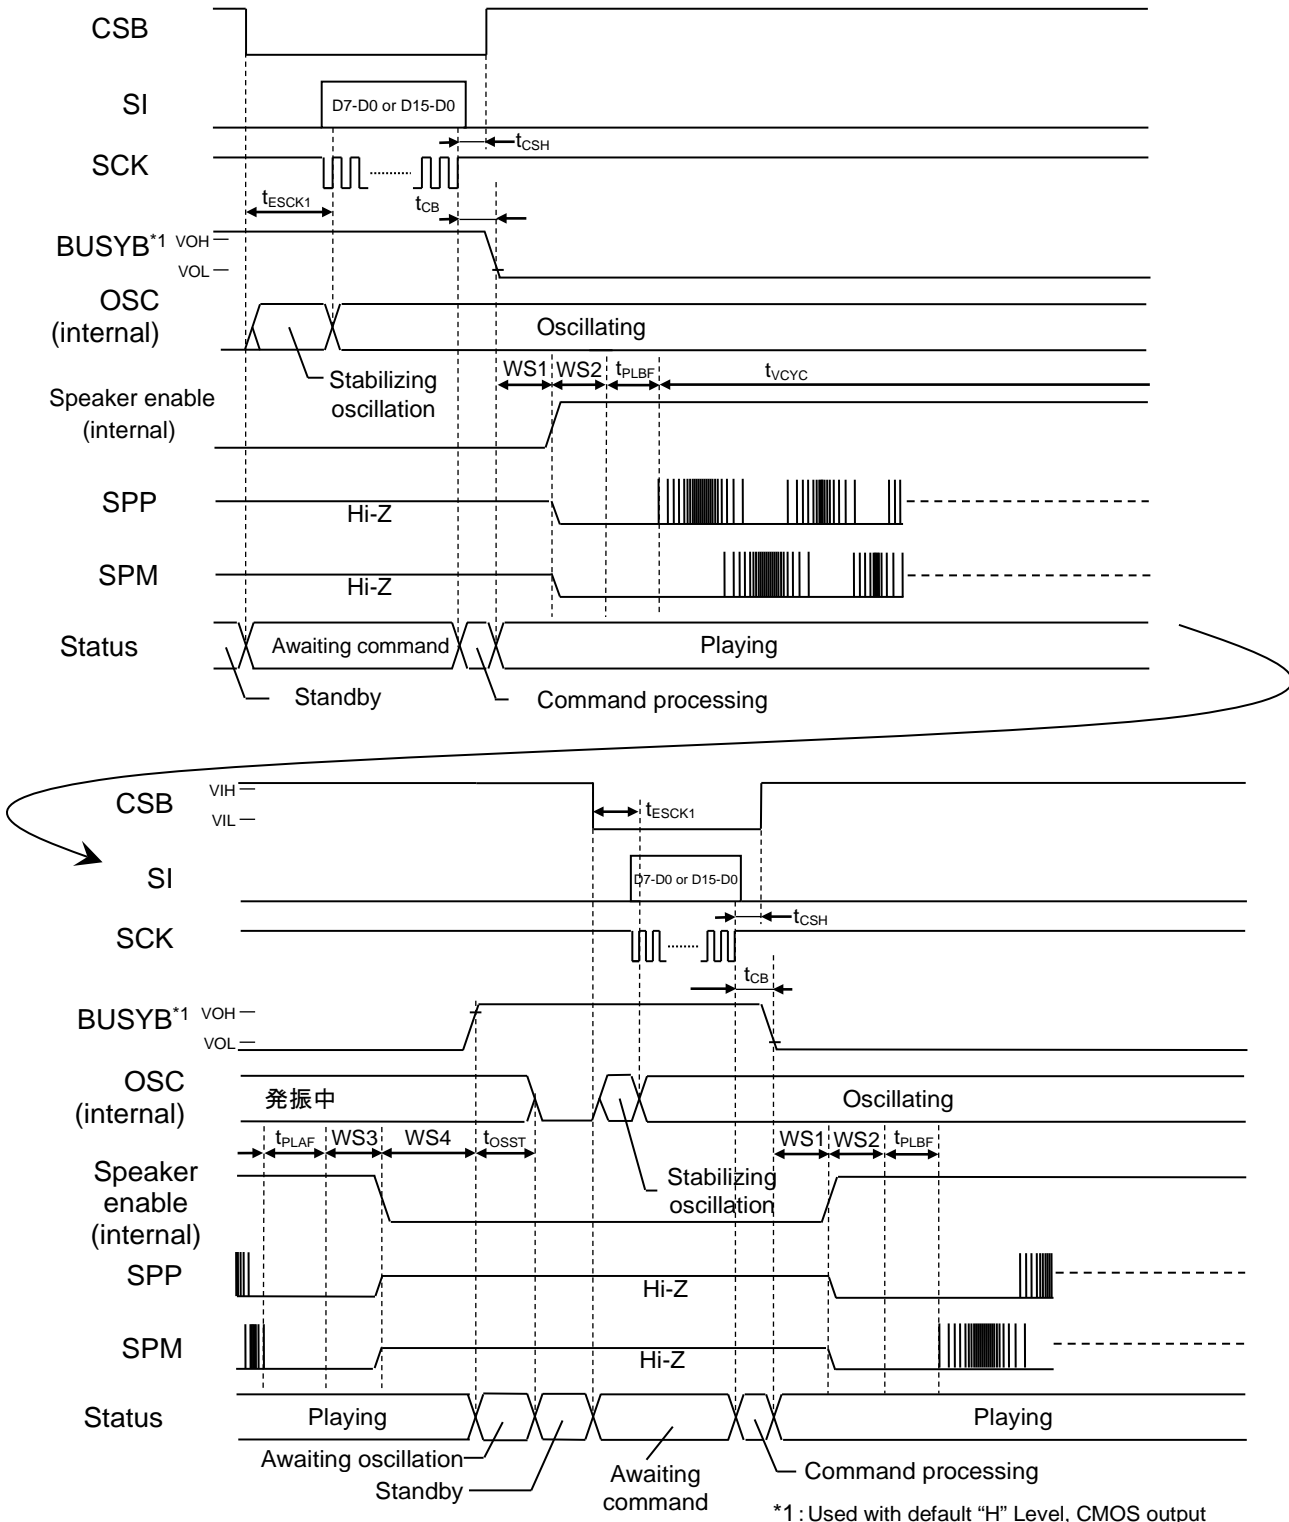 CSB
SI
D7-D0 or D15-D0
tCSH
SCK
tESCK1
tCB
BUSYB*1 VOH
VOL
OSC
(internal)
Oscillating
Stabilizing
oscillation
WS1 WS2 tPLBF tVCYC
Speaker enable
(internal)
SPP
Hi-Z
SPM
Hi-Z
Status
Awaiting command
Playing
Standby
Command processing
CSB
VIH
VIL
tESCK1
SI
D7-D0 or D15-D0
tCSH
SCK
tCB
BUSYB*1 VOH
VOL
OSC
(internal)
発振中
Oscillating
tPLAF WS3 WS4 tOSST
WS1 WS2 tPLBF
Stabilizing
oscillation
Speaker
enable
(internal)
SPP
Hi-Z
SPM
Hi-Z
Status
Playing
Playing
Awaiting oscillation
Standby
Awaiting
command
Command processing
*1 : Used with default “H” Level, CMOS output